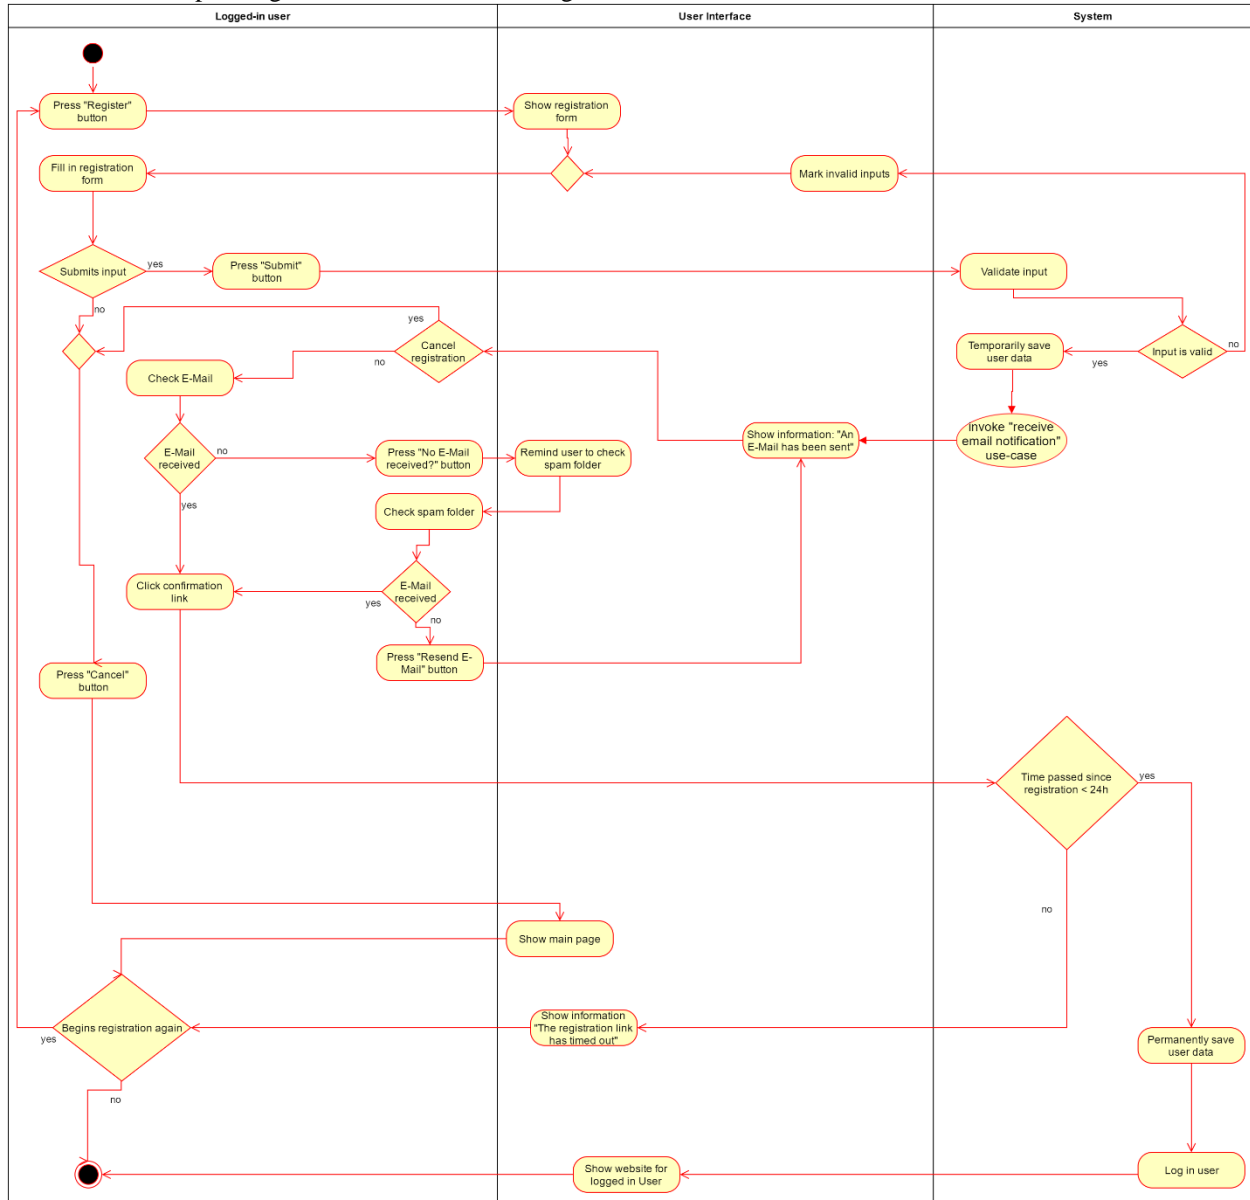 Logged-in user
User Interface
System
Press "Register"
button
Show registration
form
Fill in registration
form
Mark invalid inputs
Submits input
yes
Press "Submit"
button
Validate input
no
yes
Cancel
registration
no
Temporarily save
user data
yes
Input is valid
no
Check E-Mail
E-Mail
received
no
yes
Press "No E-Mail
received?" button
Remind user to check
spam folder
Show information: "An
E-Mail has been sent"
Invoke "receive
email notification"
use-case
Check spam folder
Click confirmation
link
yes
E-Mail
received
no
Press "Cancel"
button
Press "Resend E-
Mail" button
Time passed since
registration < 24h
yes
no
Show main page
Begins registration again
yes
no
Show information
"The registration link
has timed out"
Permanently save
user data
Show website for
logged in User
Log in user